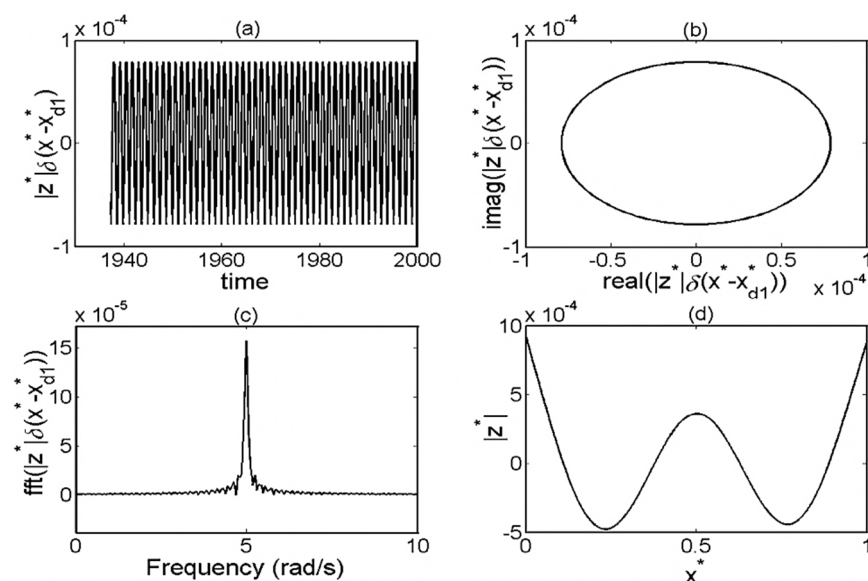 x 10⁻⁴
(a)
1
0
-1
|z*|δ(x*-x*d1)
1940 1960 1980 2000
time
(b)
1
x 10⁻⁴
0
-1
imag(|z*|δ(x*-x*d1))
-1 -0.5 0 0.5 1
real(|z*|δ(x*-x*d1))
x 10⁻⁴
x 10⁻⁵
(c)
15
10
5
0
fft(|z*|δ(x*-x*d1))
0 5 10
Frequency (rad/s)
x 10⁻⁴
(d)
10
5
0
-5
|z*|
0 0.5 1
x*